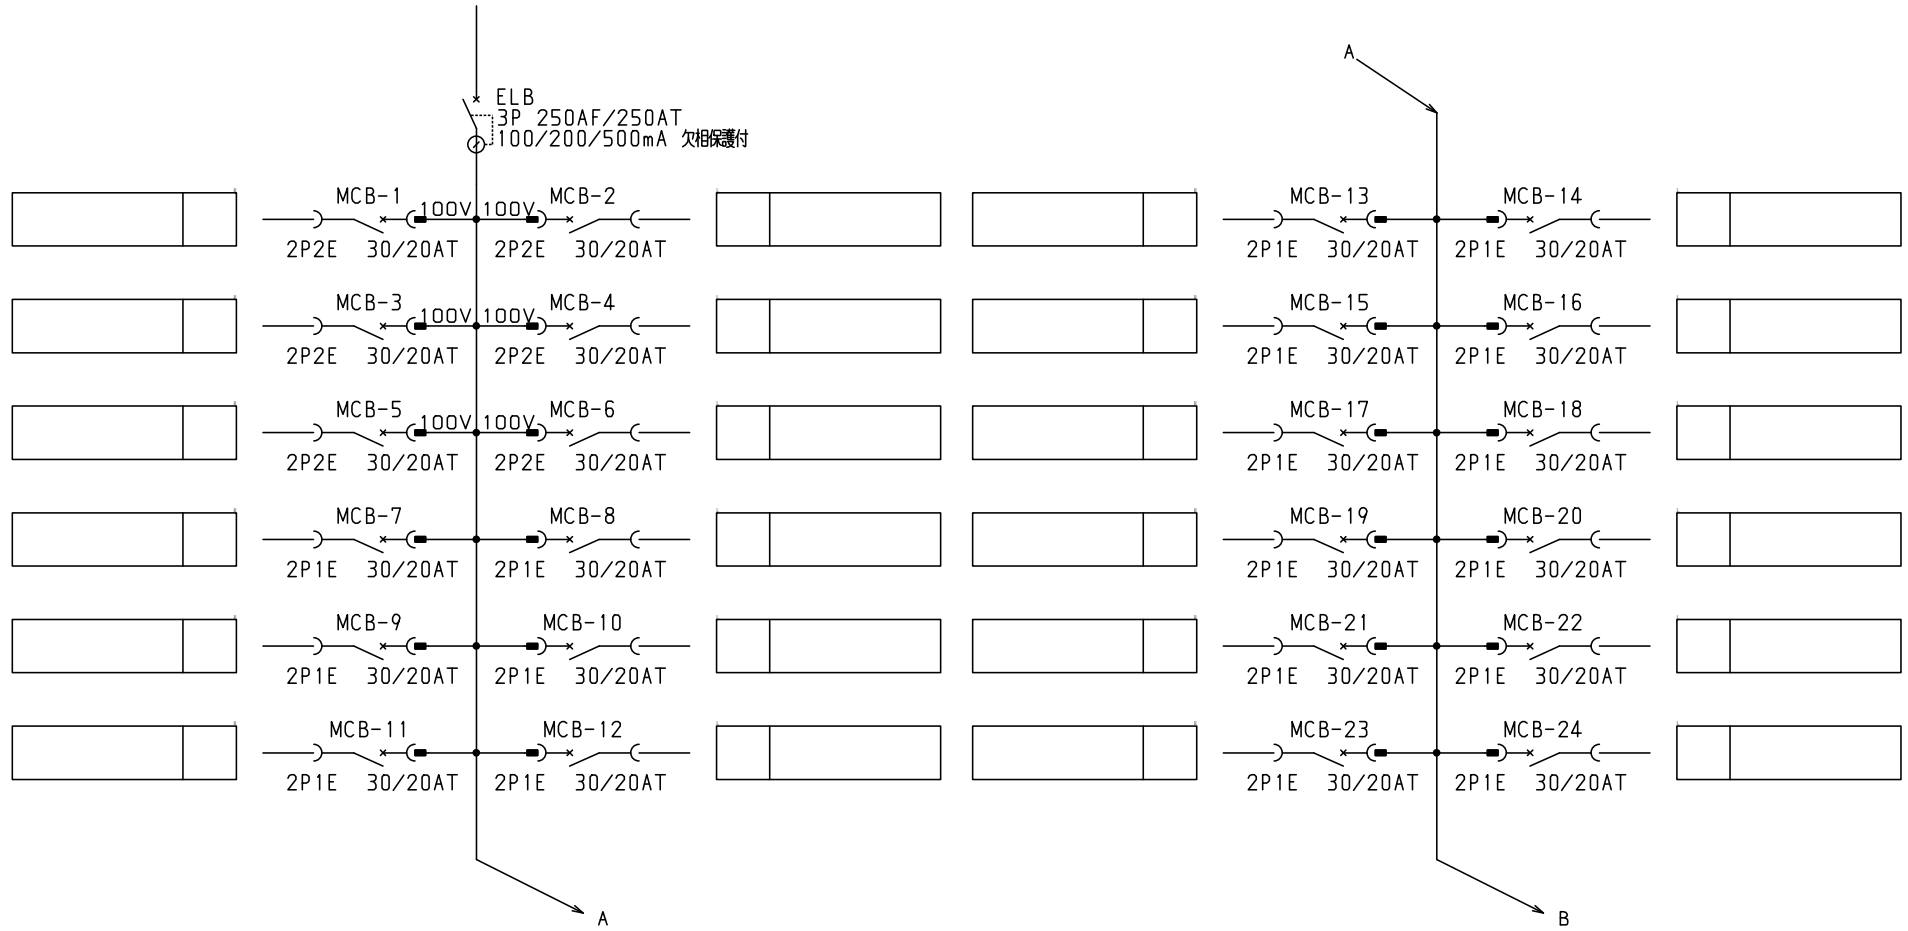 ELB
3P 250AF/250AT
100/200/500mA 欠相保護付
MCB-1 100V 100V MCB-2
2P2E 30/20AT 2P2E 30/20AT
MCB-3 100V 100V MCB-4
2P2E 30/20AT 2P2E 30/20AT
MCB-5 100V 100V MCB-6
2P2E 30/20AT 2P2E 30/20AT
MCB-7 MCB-8
2P1E 30/20AT 2P1E 30/20AT
MCB-9 MCB-10
2P1E 30/20AT 2P1E 30/20AT
MCB-11 MCB-12
2P1E 30/20AT 2P1E 30/20AT
A
A
MCB-13 MCB-14
2P1E 30/20AT 2P1E 30/20AT
MCB-15 MCB-16
2P1E 30/20AT 2P1E 30/20AT
MCB-17 MCB-18
2P1E 30/20AT 2P1E 30/20AT
MCB-19 MCB-20
2P1E 30/20AT 2P1E 30/20AT
MCB-21 MCB-22
2P1E 30/20AT 2P1E 30/20AT
MCB-23 MCB-24
2P1E 30/20AT 2P1E 30/20AT
B